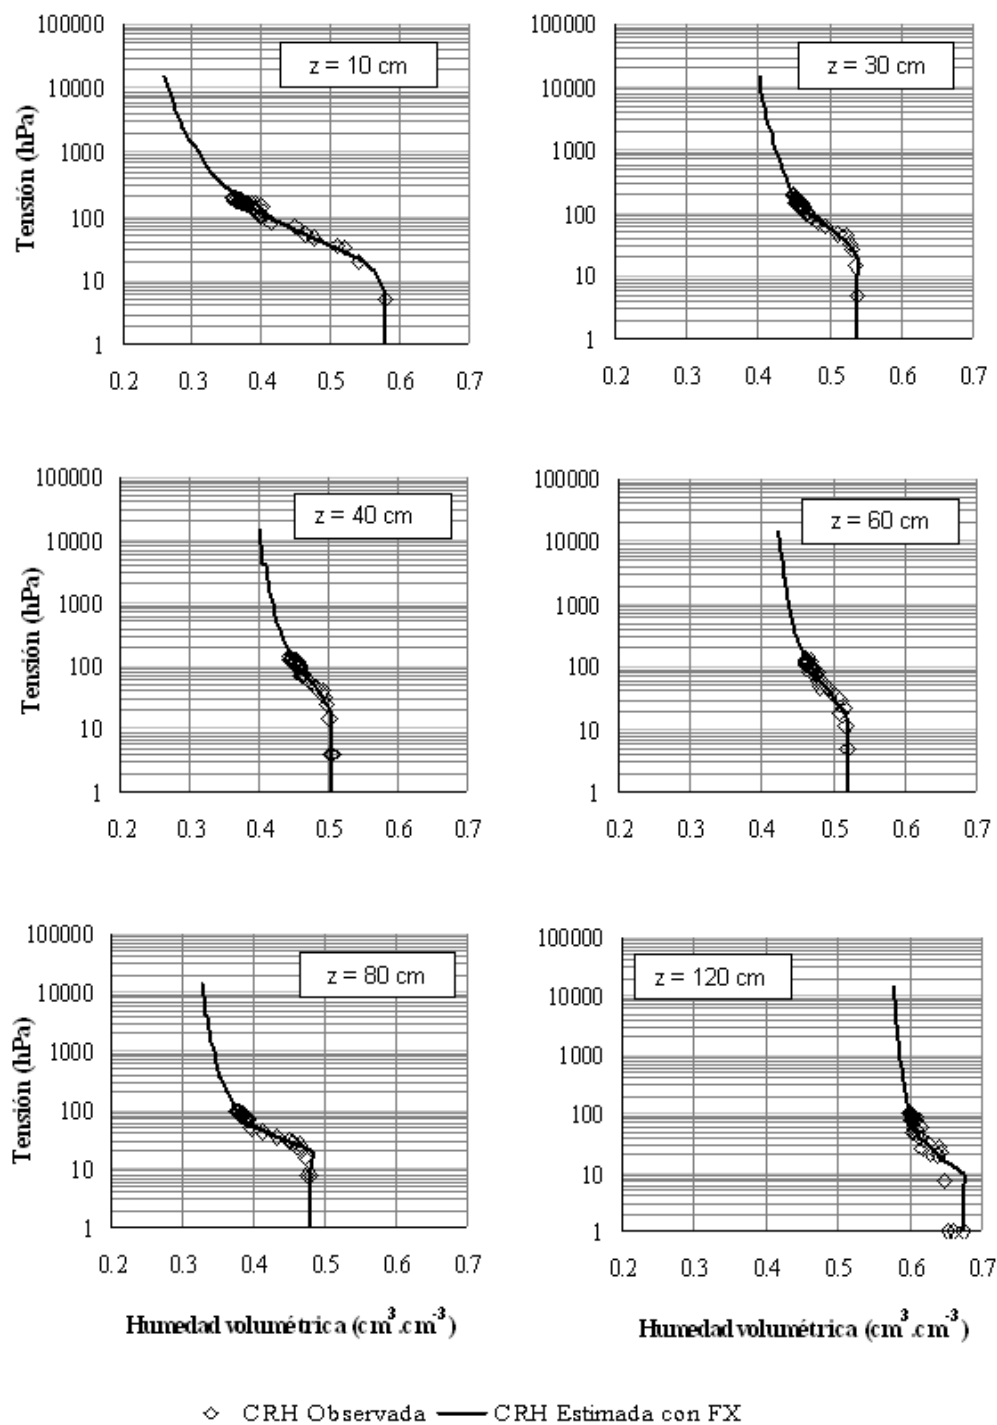 z = 10 cm
100000
10000
1000
100
10
1
Tensión (hPa)
0.2 0.3 0.4 0.5 0.6 0.7
z = 30 cm
100000
10000
1000
100
10
1
0.2 0.3 0.4 0.5 0.6 0.7
z = 40 cm
100000
10000
1000
100
10
1
Tensión (hPa)
0.2 0.3 0.4 0.5 0.6 0.7
z = 60 cm
100000
10000
1000
100
10
1
0.2 0.3 0.4 0.5 0.6 0.7
z = 80 cm
100000
10000
1000
100
10
1
Tensión (hPa)
0.2 0.3 0.4 0.5 0.6 0.7
Humedad volumétrica (cm³.cm⁻³)
z = 120 cm
100000
10000
1000
100
10
1
0.2 0.3 0.4 0.5 0.6 0.7
Humedad volumétrica (cm³.cm⁻³)
CRH Observada CRH Estimada con FX